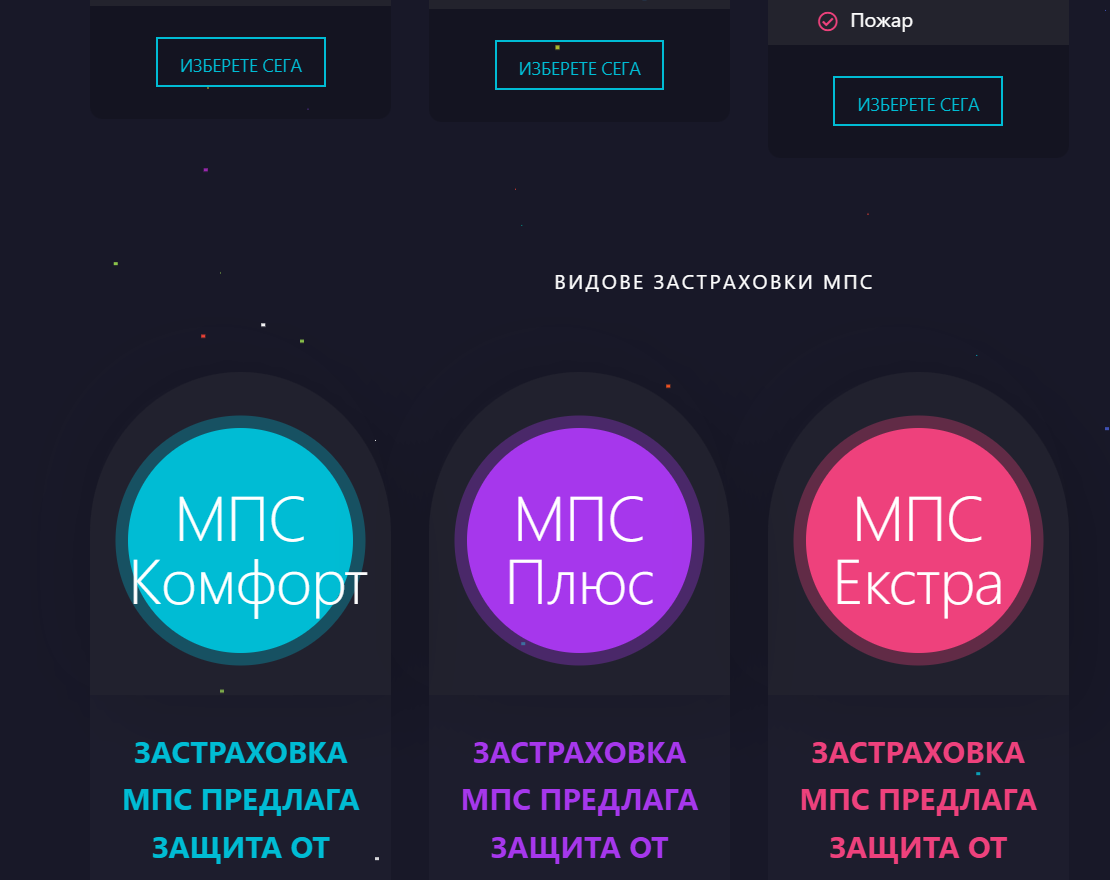 Пожар
ИЗБЕРЕТЕ СЕГА
ИЗБЕРЕТЕ СЕГА
ИЗБЕРЕТЕ СЕГА
ВИДОВЕ ЗАСТРАХОВКИ МПС
МПС
Комфорт
МПС
Плюс
МПС
Екстра
ЗАСТРАХОВКА
МПС ПРЕДЛАГА
ЗАЩИТА ОТ
ЗАСТРАХОВКА
МПС ПРЕДЛАГА
ЗАЩИТА ОТ
ЗАСТРАХОВКА
МПС ПРЕДЛАГА
ЗАЩИТА ОТ